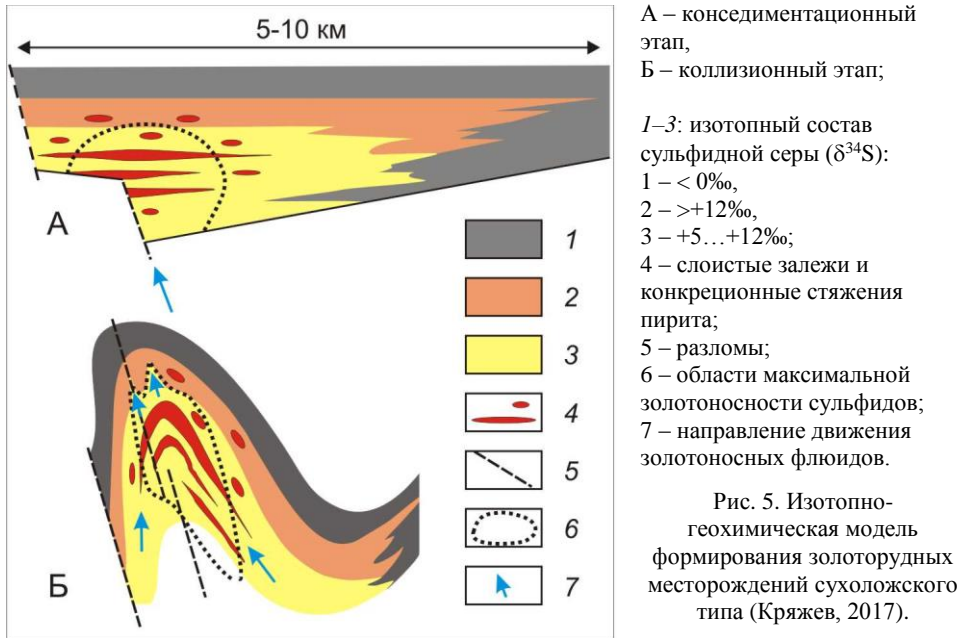 5-10 км
А
Б
1
2
3
4
5
6
7
А – конседиментационный
этап,
Б – коллизионный этап;
1–3: изотопный состав
сульфидной серы (δ³⁴S):
1 – < 0‰,
2 – >+12‰,
3 – +5…+12‰;
4 – слоистые залежи и
конкреционные стяжения
пирита;
5 – разломы;
6 – области максимальной
золотоносности сульфидов;
7 – направление движения
золотоносных флюидов.
Рис. 5. Изотопно-
геохимическая модель
формирования золоторудных
месторождений сухоложского
типа (Кряжев, 2017).